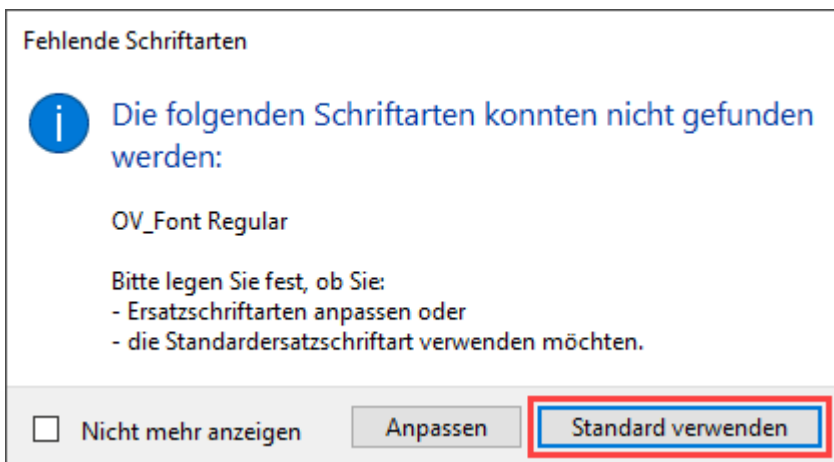 Fehlende Schriftarten
Die folgenden Schriftarten konnten nicht gefunden
werden:
OV_Font Regular
Bitte legen Sie fest, ob Sie:
- Ersatzschriftarten anpassen oder
- die Standardersatzschriftart verwenden möchten.
Nicht mehr anzeigen Anpassen Standard verwenden